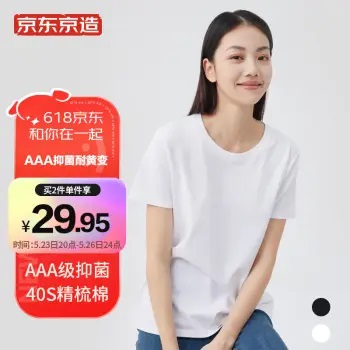 京东京造
618京东
和你在一起
AAA抑菌耐黄变
买2件单件享
¥29.95
时间:5.23日20点-5.26日24点
AAA级抑菌
40S精梳棉